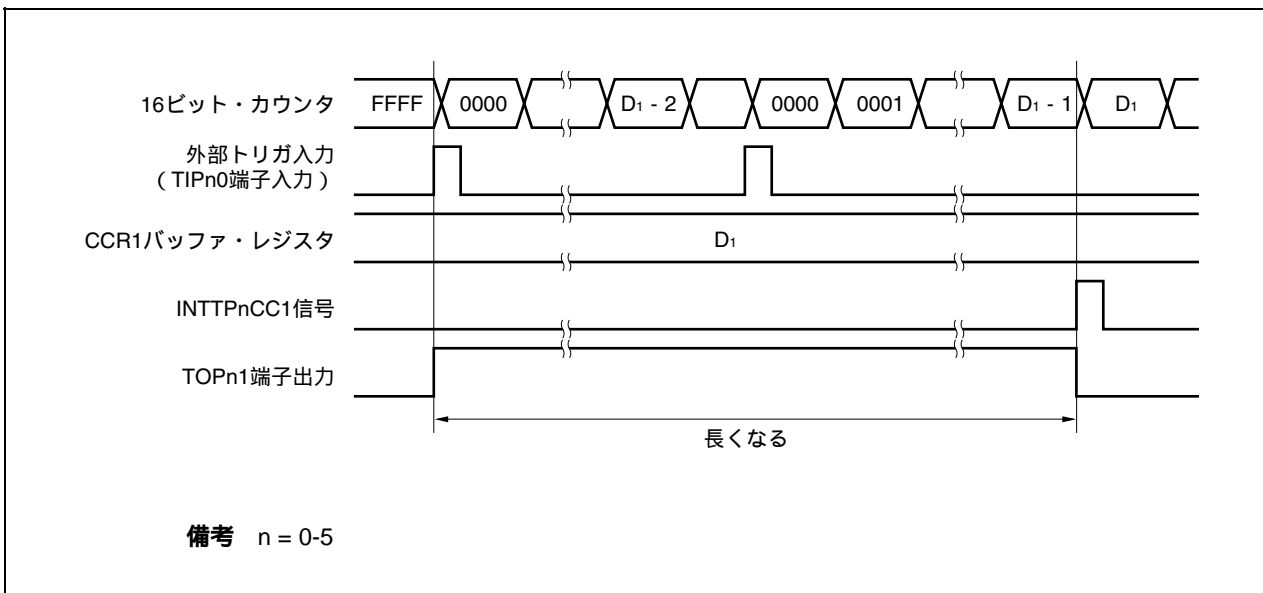 16ビット・カウンタ FFFF 0000 D1 - 2 0000 0001 D1 - 1 D1
外部トリガ入力
（TIPn0端子入力）
CCR1バッファ・レジスタ D1
INTTPnCC1信号
TOPn1端子出力
長くなる
備考 n = 0-5